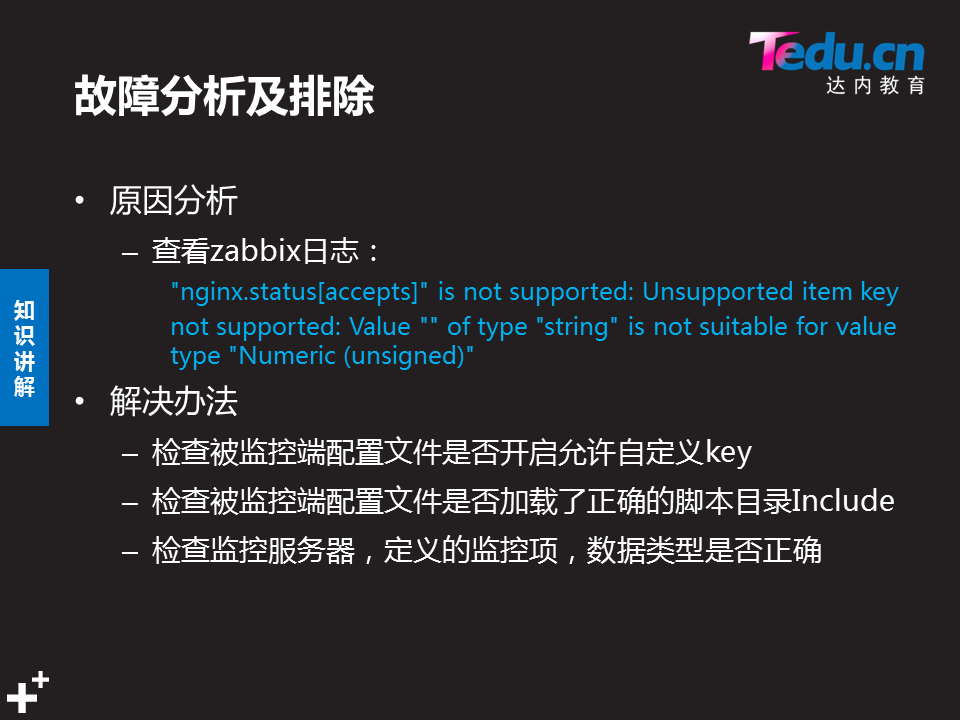 Tedu.cn
达内教育
故障分析及排除
• 原因分析
– 查看zabbix日志：
"nginx.status[accepts]" is not supported: Unsupported item key
not supported: Value "" of type "string" is not suitable for value
type "Numeric (unsigned)"
知
识
讲
解
• 解决办法
– 检查被监控端配置文件是否开启允许自定义key
– 检查被监控端配置文件是否加载了正确的脚本目录Include
– 检查监控服务器，定义的监控项，数据类型是否正确